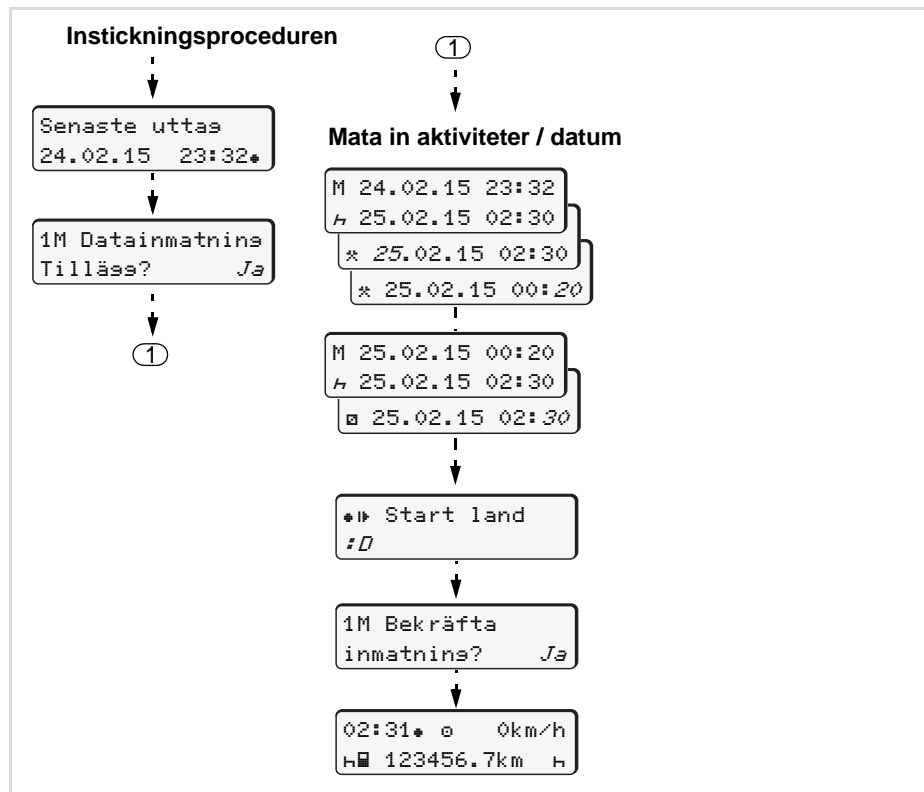 Instickningsproceduren
Senaste uttag
24.02.15 23:32
1M Datainmatning
Tillägg? Ja
1
1
Mata in aktiviteter / datum
M 24.02.15 23:32
25.02.15 02:30
25.02.15 02:30
25.02.15 00:20
M 25.02.15 00:20
25.02.15 02:30
25.02.15 02:30
Start land
:D
1M Bekräfta
inmatning? Ja
02:31 0km/h
123456.7km